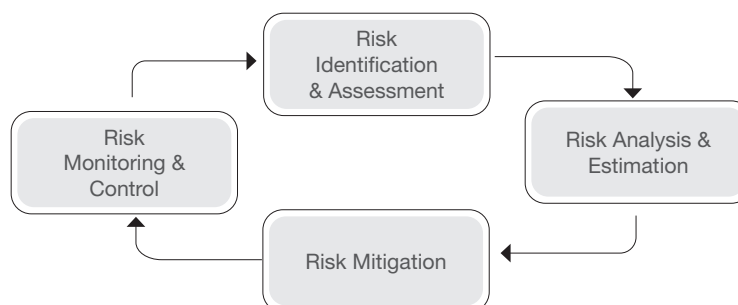 Risk
Identification
& Assessment
Risk Analysis &
Estimation
Risk Mitigation
Risk
Monitoring &
Control